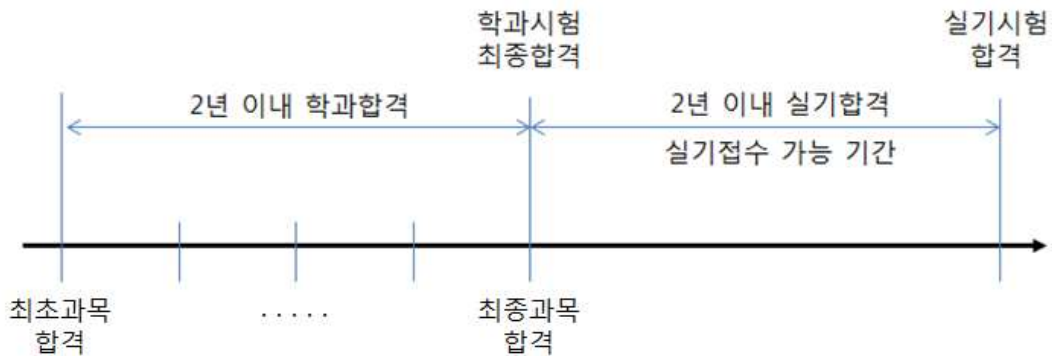 학과시험
최종합격
실기시험
합격
2년 이내 학과합격
2년 이내 실기합격
실기접수 가능 기간
최초과목
합격
.....
최종과목
합격